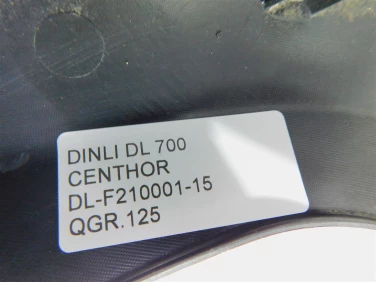 DINLI DL 700
CENTHOR
DL-F210001-15
QGR.125